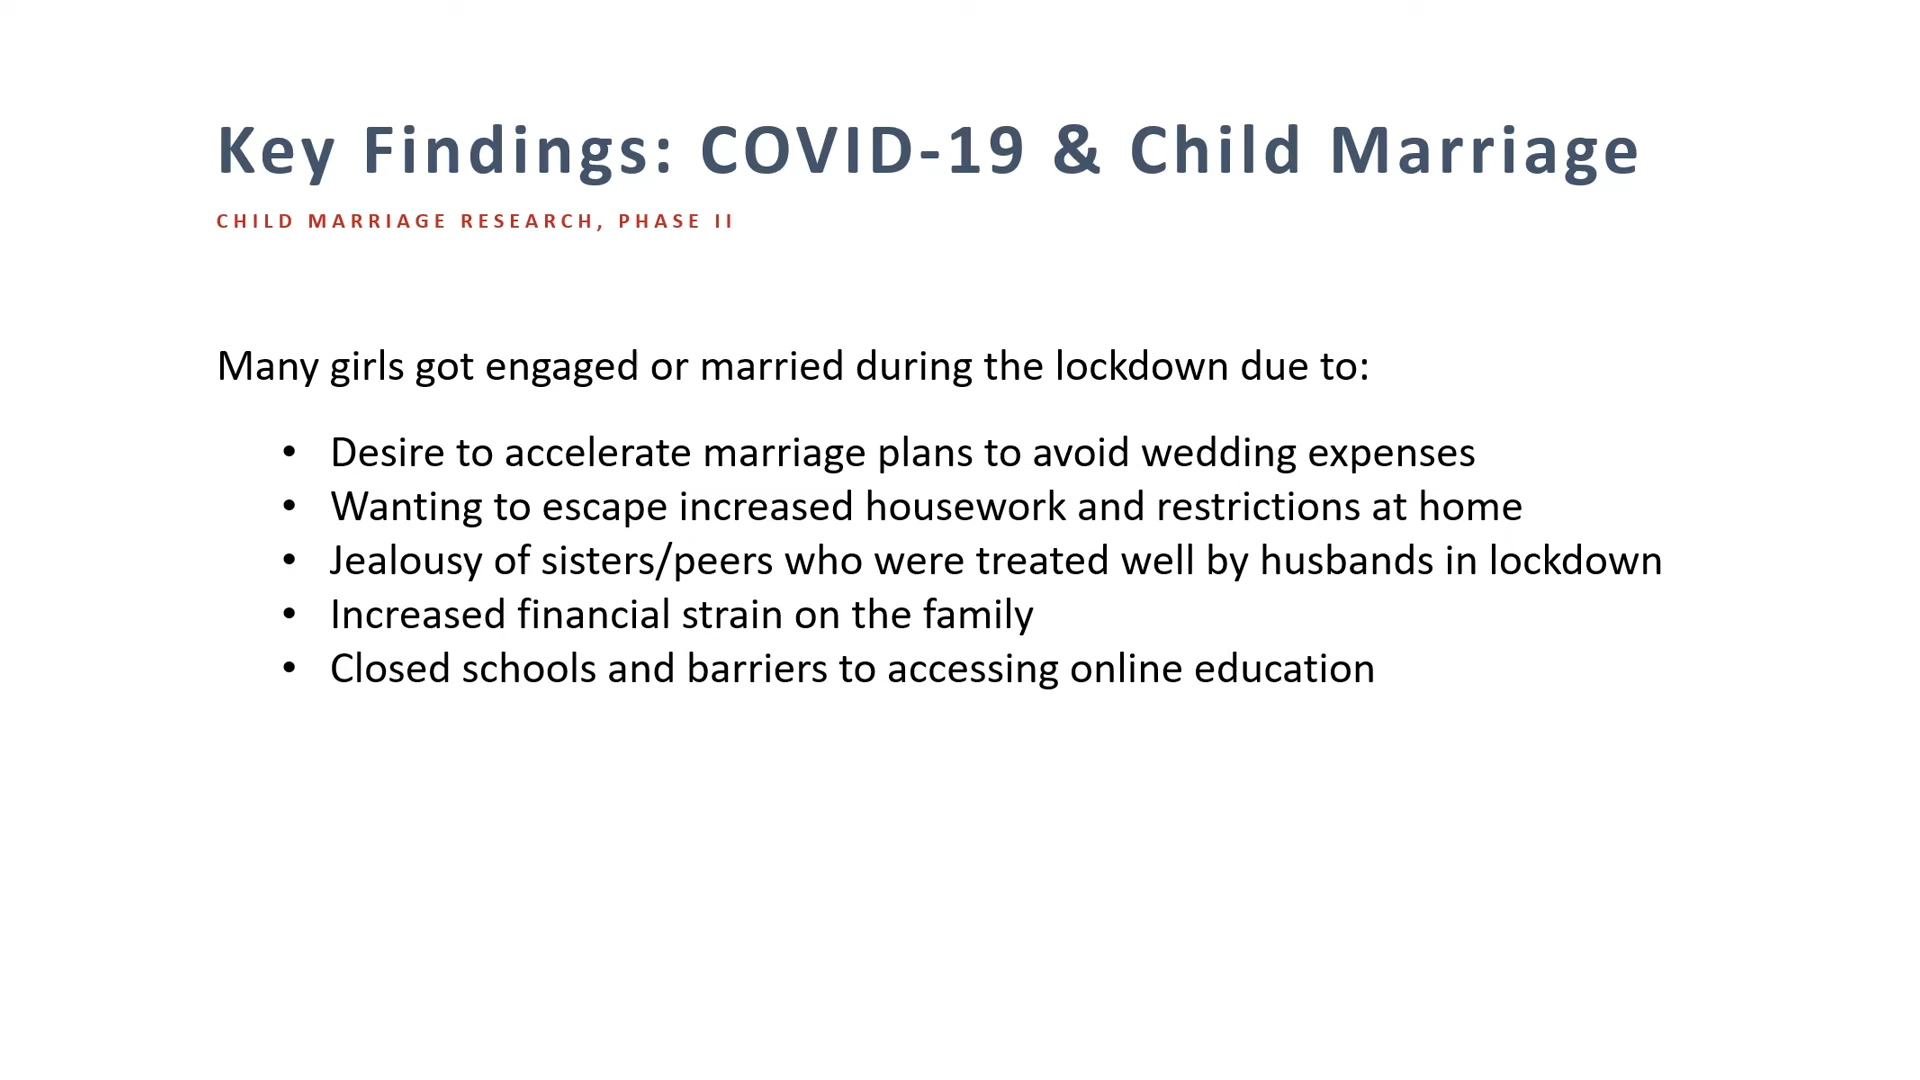 Key Findings: COVID-19 & Child Marriage
CHILD MARRIAGE RESEARCH, PHASE II
Many girls got engaged or married during the lockdown due to:
• Desire to accelerate marriage plans to avoid wedding expenses
• Wanting to escape increased housework and restrictions at home
• Jealousy of sisters/peers who were treated well by husbands in lockdown
• Increased financial strain on the family
• Closed schools and barriers to accessing online education